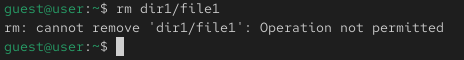 guest@user:~$ rm dir1/file1
rm: cannot remove 'dir1/file1': Operation not permitted
guest@user:~$